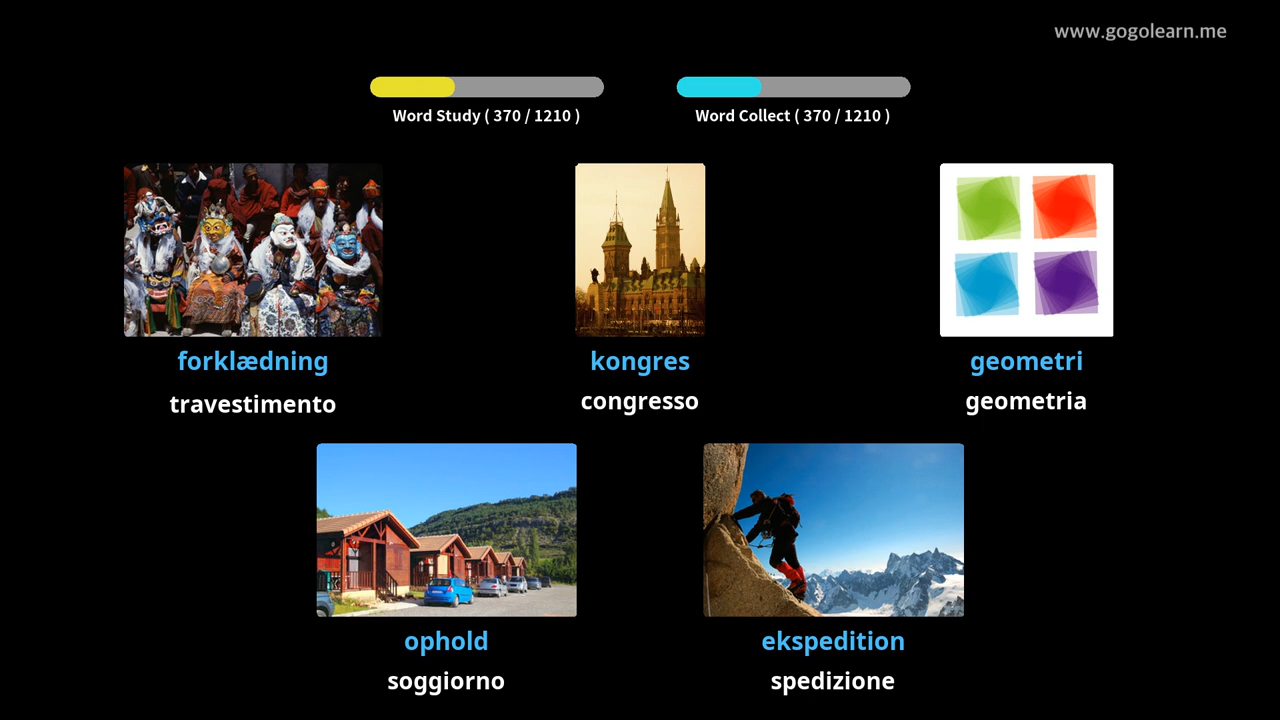 www.gogolearn.me
Word Study ( 370 / 1210 )
Word Collect ( 370 / 1210 )
forklædning
kongres
geometri
travestimento
congresso
geometria
ophold
ekspedition
soggiorno
spedizione